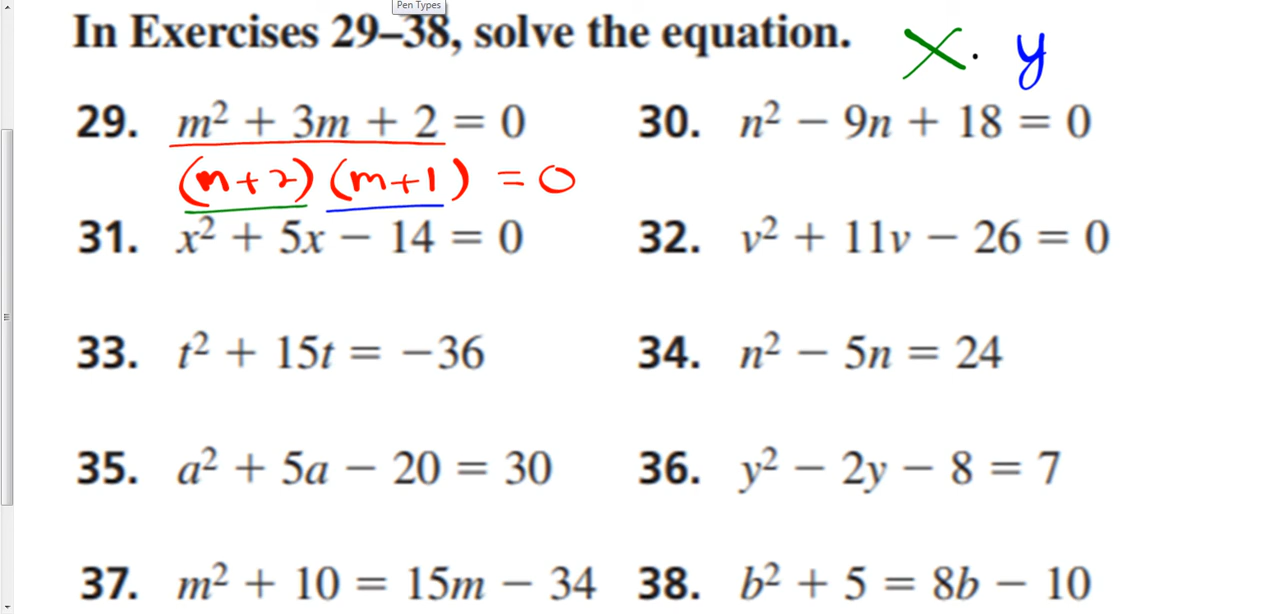 Pen Types
In Exercises 29–38, solve the equation. x · y
29. m² + 3m + 2 = 0 30. n² − 9n + 18 = 0
(m+2) (m+1) = 0
31. x² + 5x − 14 = 0 32. v² + 11v − 26 = 0
33. t² + 15t = −36 34. n² − 5n = 24
35. a² + 5a − 20 = 30 36. y² − 2y − 8 = 7
37. m² + 10 = 15m − 34 38. b² + 5 = 8b − 10